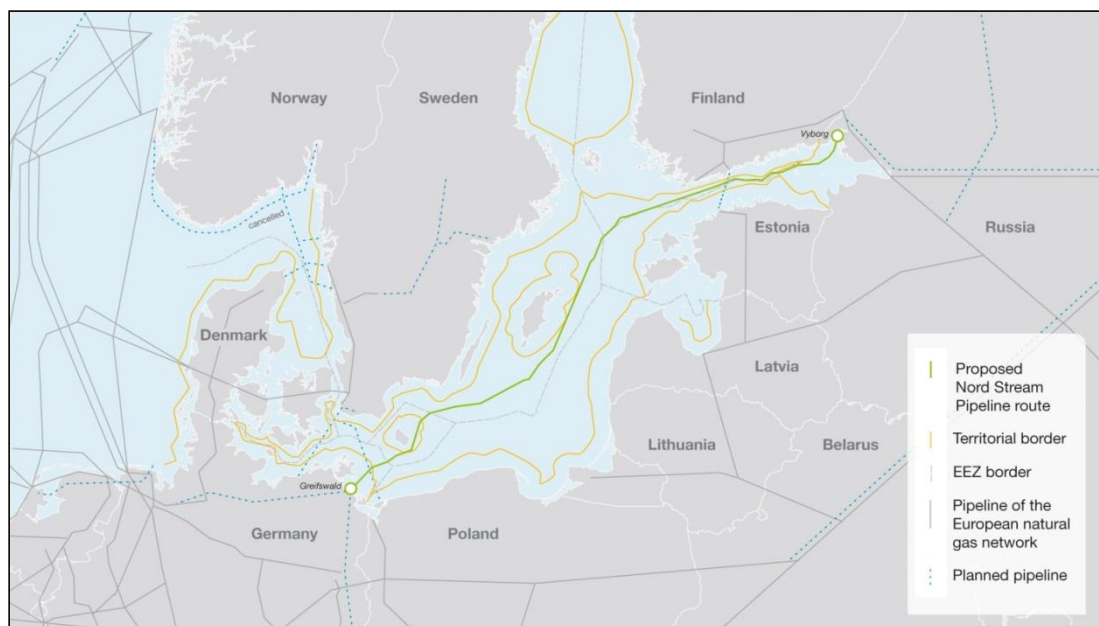 Norway
Sweden
Finland
Vyborg
cancelled
Estonia
Russia
Denmark
Latvia
Lithuania
Belarus
Greifswald
Germany
Poland
Proposed
Nord Stream
Pipeline route
Territorial border
EEZ border
Pipeline of the
European natural
gas network
Planned pipeline